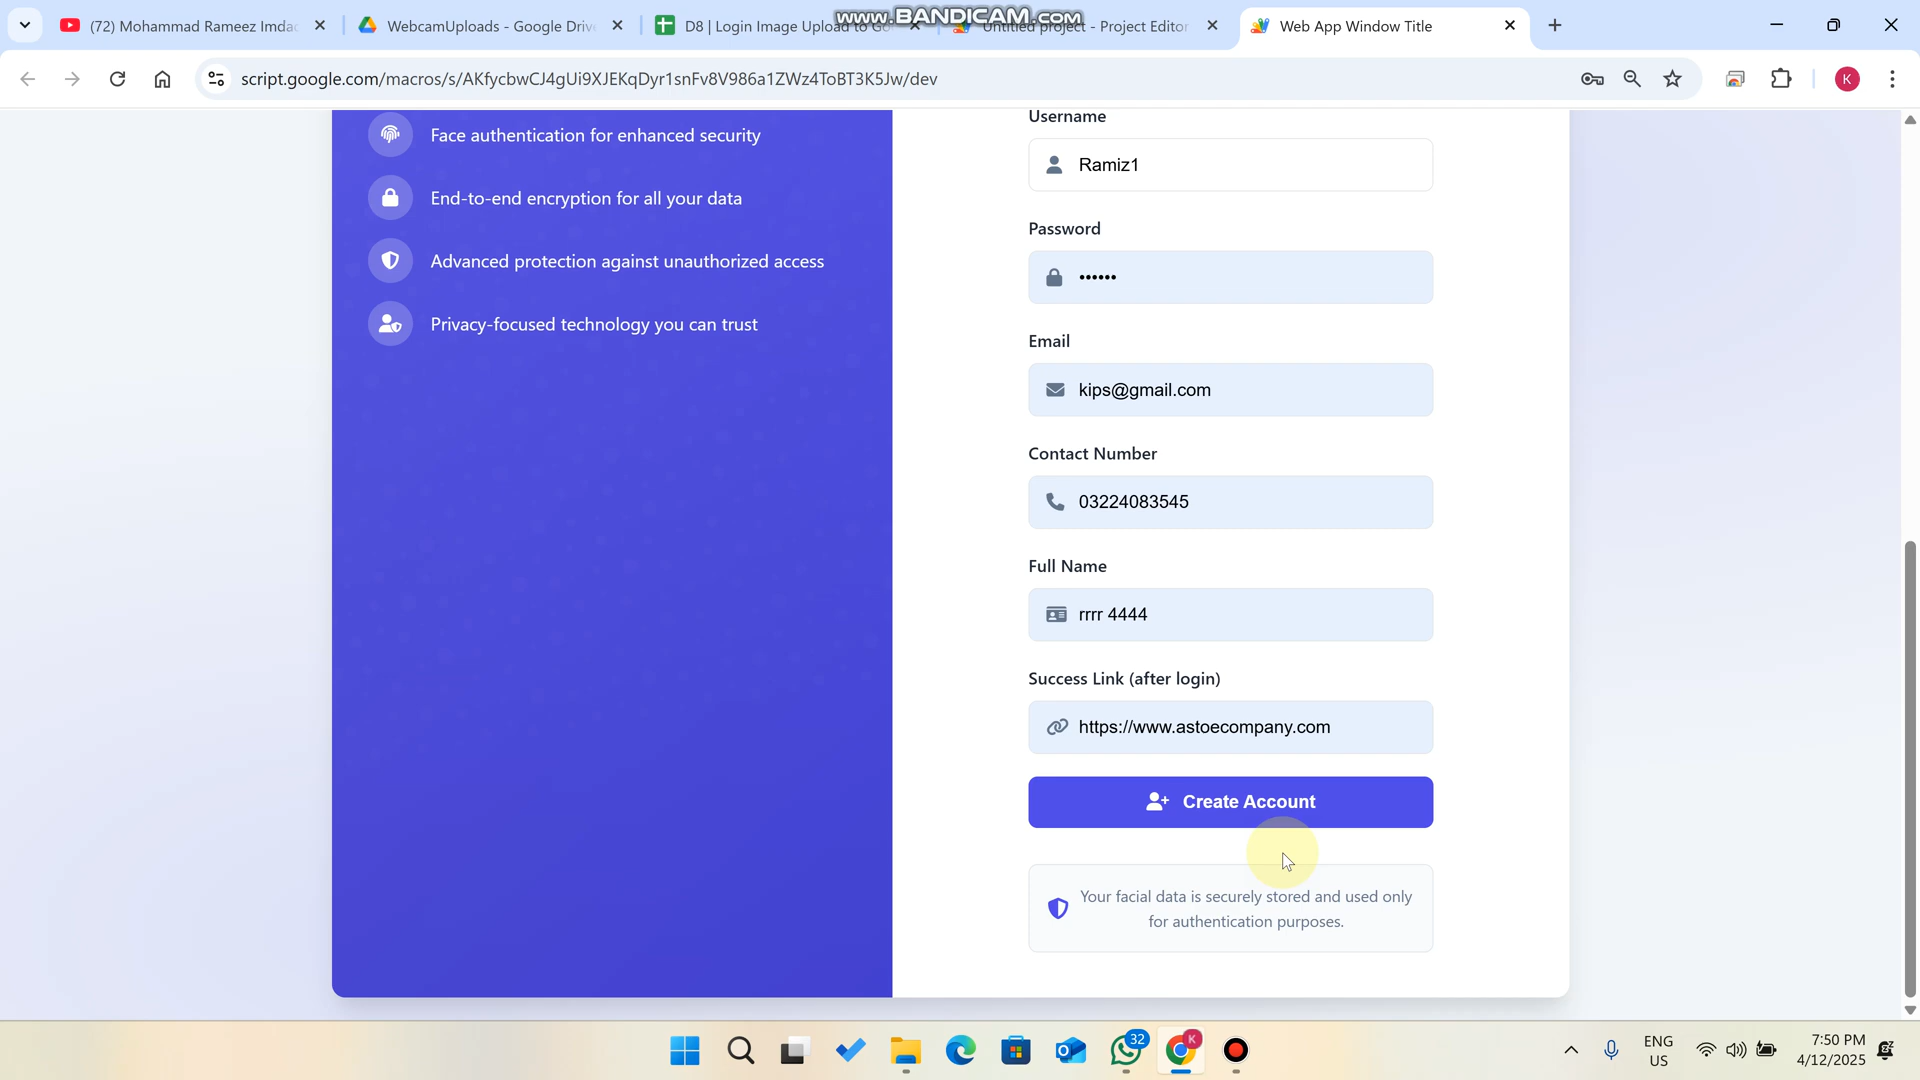 www.BANDICAM.com
(72) Mohammad Rameez Imdad
WebcamUploads - Google Drive
D8 | Login Image Upload to Go
Untitled project - Project Editor
Web App Window Title
script.google.com/macros/s/AKfycbwCJ4gUi9XJEKqDyr1snFv8V986a1ZWz4ToBT3K5Jw/dev
K
Face authentication for enhanced security
End-to-end encryption for all your data
Advanced protection against unauthorized access
Privacy-focused technology you can trust
Username
Ramiz1
Password
••••••
Email
kips@gmail.com
Contact Number
03224083545
Full Name
rrrr 4444
Success Link (after login)
https://www.astoecompany.com
Create Account
Your facial data is securely stored and used only
for authentication purposes.
32
K
ENG
US
7:50 PM
4/12/2025